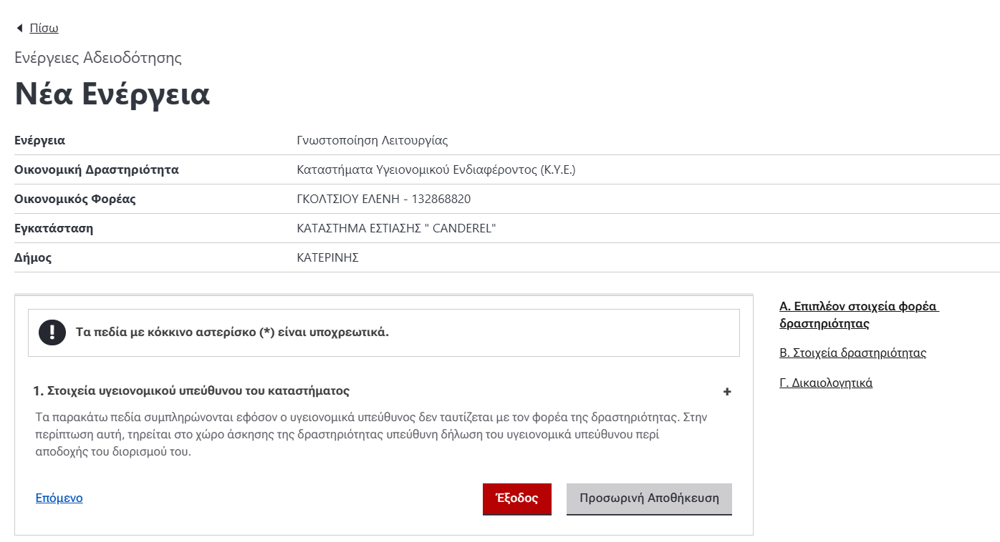 Πίσω
Ενέργειες Αδειοδότησης
Νέα Ενέργεια
Ενέργεια Γνωστοποίηση Λειτουργίας
Οικονομική Δραστηριότητα Καταστήματα Υγειονομικού Ενδιαφέροντος (Κ.Υ.Ε.)
Οικονομικός Φορέας ΓΚΟΛΤΣΙΟΥ ΕΛΕΝΗ - 132868820
Εγκατάσταση ΚΑΤΑΣΤΗΜΑ ΕΣΤΙΑΣΗΣ " CANDEREL"
Δήμος ΚΑΤΕΡΙΝΗΣ
Τα πεδία με κόκκινο αστερίσκο (*) είναι υποχρεωτικά.
1. Στοιχεία υγειονομικού υπεύθυνου του καταστήματος +
Τα παρακάτω πεδία συμπληρώνονται εφόσον ο υγειονομικά υπεύθυνος δεν ταυτίζεται με τον φορέα της δραστηριότητας. Στην
περίπτωση αυτή, τηρείται στο χώρο άσκησης της δραστηριότητας υπεύθυνη δήλωση του υγειονομικά υπεύθυνου περί
αποδοχής του διορισμού του.
Επόμενο Έξοδος Προσωρινή Αποθήκευση
Α. Επιπλέον στοιχεία φορέα
δραστηριότητας
Β. Στοιχεία δραστηριότητας
Γ. Δικαιολογητικά